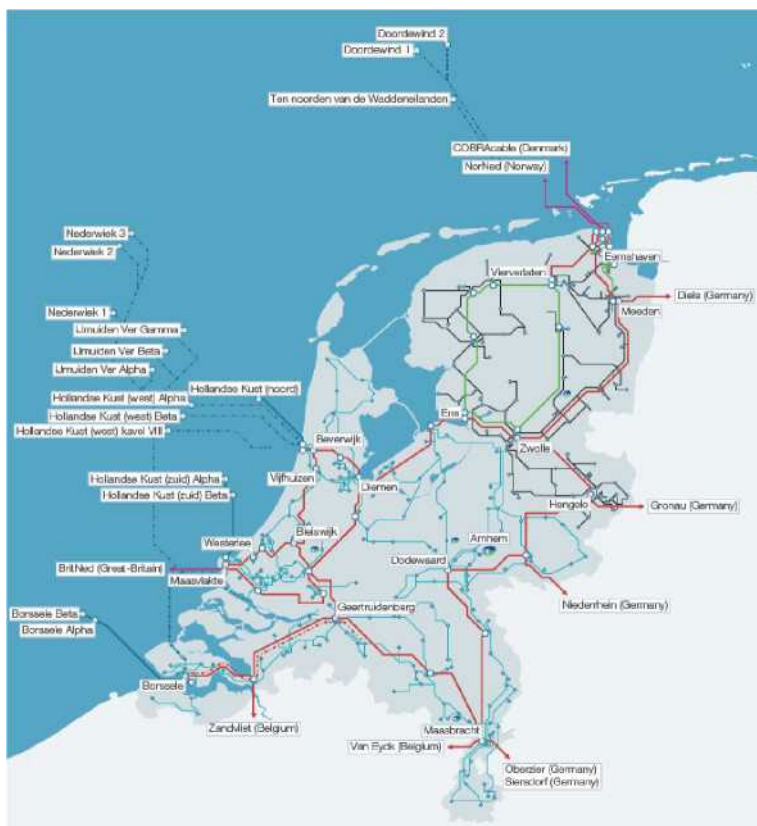 Doordewind 2
Doordewind 1
Ten noorden van de Waddeneilanden
COBRAcable (Denmark)
NorNed (Norway)
Nederwiek 3
Nederwiek 2
Eemshaven
Vierverlaten
Diele (Germany)
Meeden
Nederwiek 1
IJmuiden Ver Gamma
IJmuiden Ver Beta
IJmuiden Ver Alpha
Hollandse Kust (noord)
Hollandse Kust (west) Alpha
Hollandse Kust (west) Beta
Hollandse Kust (west) kavel VIII
Ens
Beverwijk
Zwolle
Hollandse Kust (zuid) Alpha
Vijfhuizen
Diemen
Hollandse Kust (zuid) Beta
Hengelo
Gronau (Germany)
Bleiswijk
Westerlee
Arnhem
BritNed (Great-Britain)
Dodewaard
Maasvlakte
Niederrhein (Germany)
Geertruidenberg
Borssele Beta
Borssele Alpha
Borssele
Zandvliet (Belgium)
Maasbracht
Van Eyck (Belgium)
Oberzier (Germany)
Siersdorf (Germany)